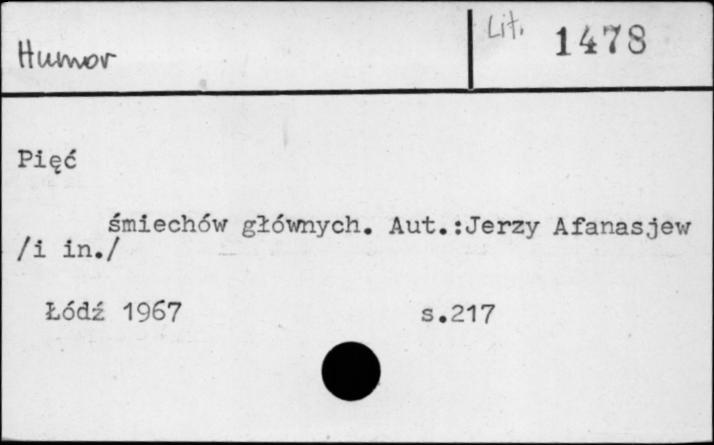 Humor
Lit. 1478
Pięć
śmiechów głównych. Aut.:Jerzy Afanasjew
/i in./
Łódź 1967 s.217